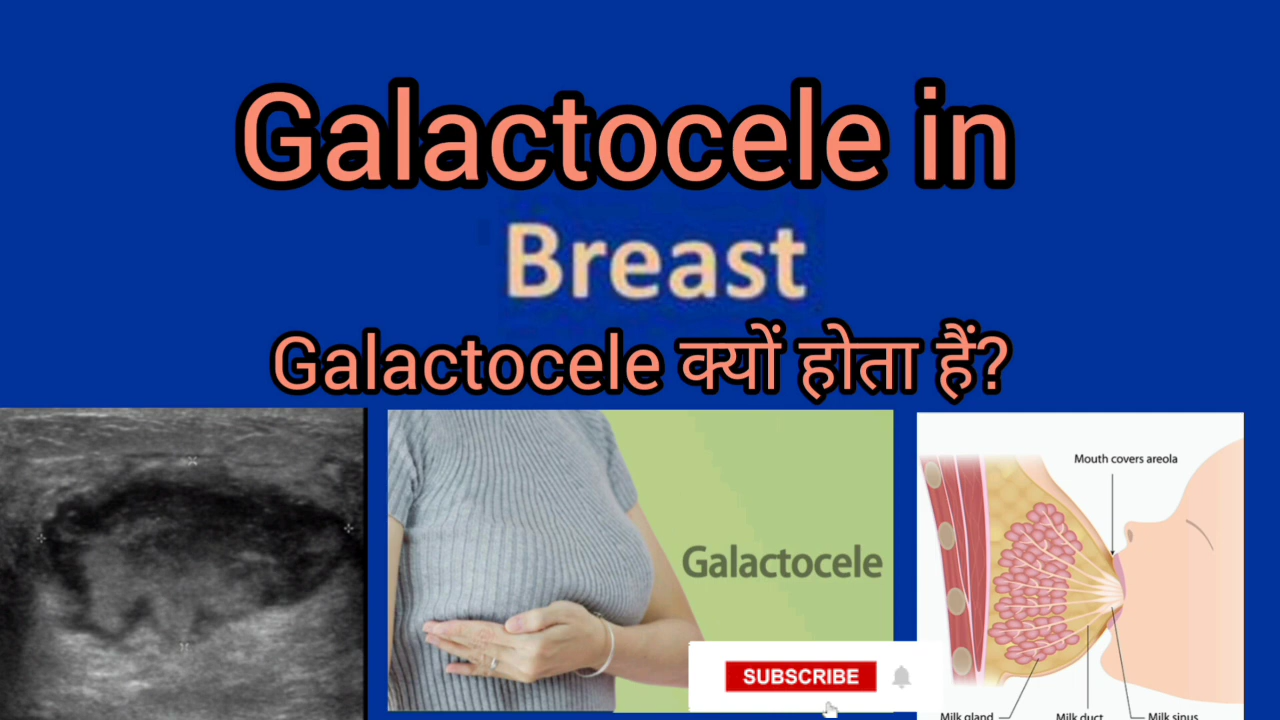 Galactocele in
Breast
Galactocele क्यों होता हैं?
Mouth covers areola
Galactocele
SUBSCRIBE
Milk gland
Milk duct
Milk sinus